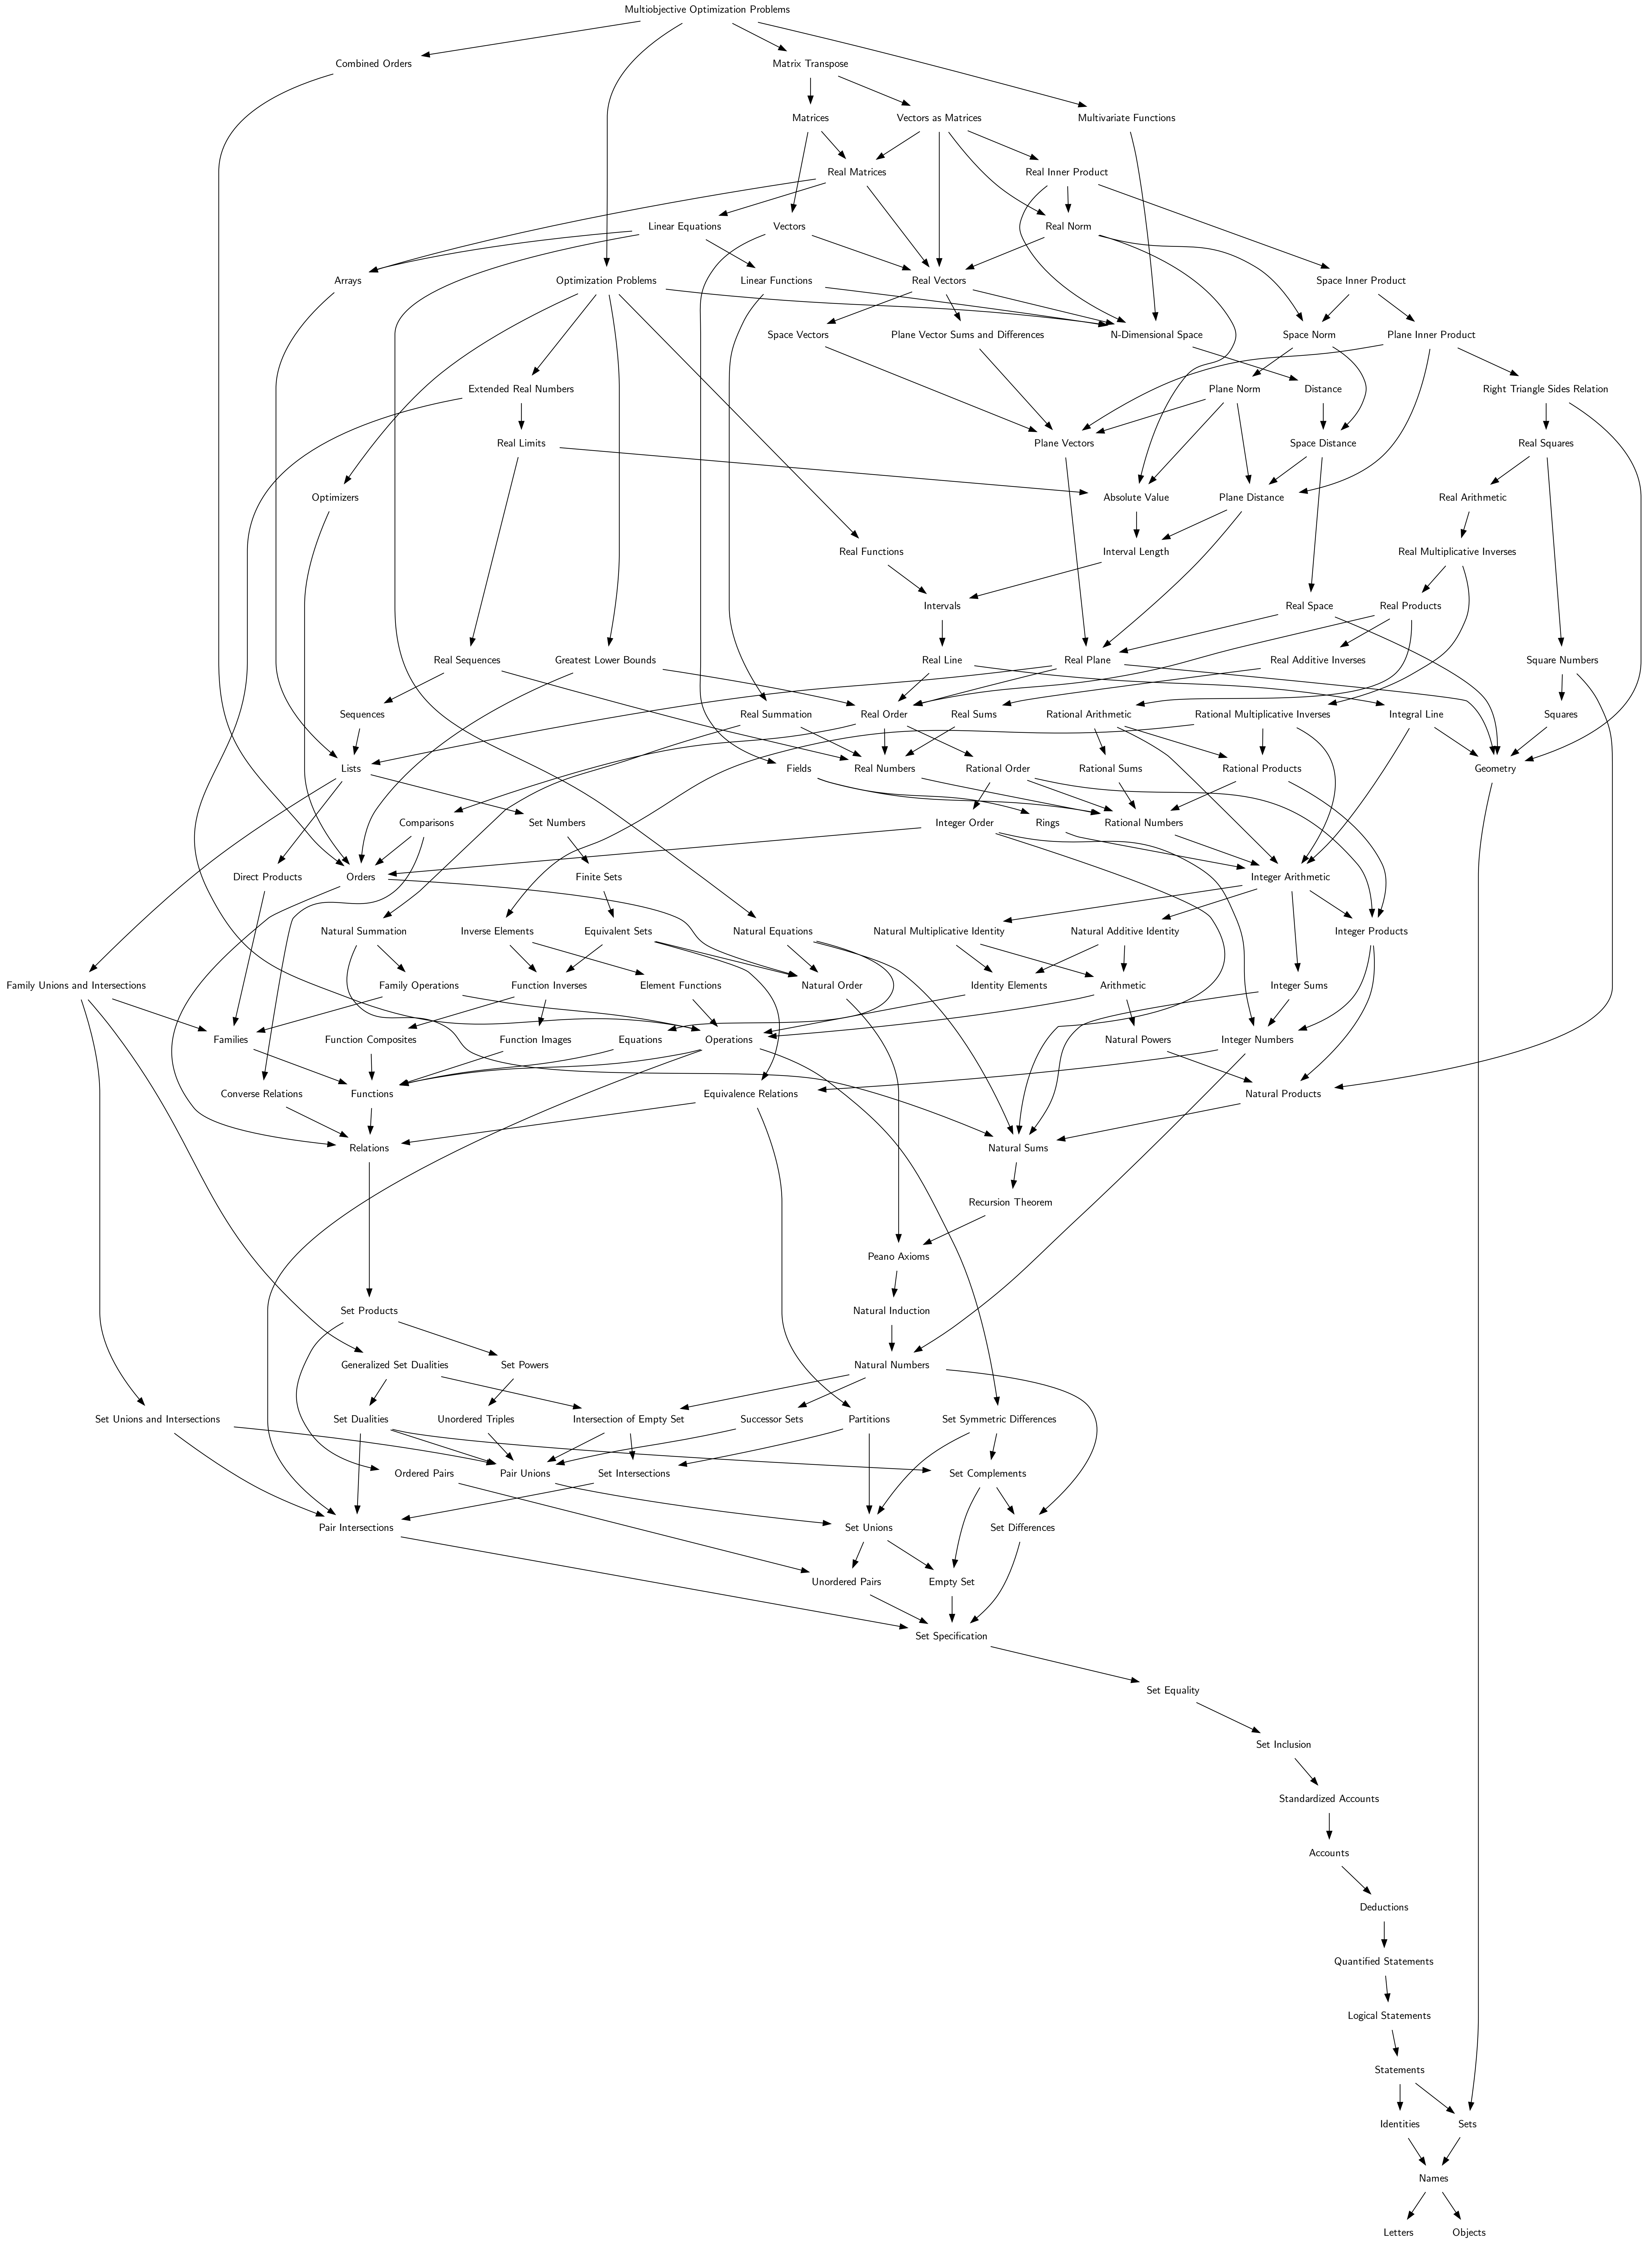 Multiobjective Optimization Problems
Combined Orders
Matrix Transpose
Matrices
Vectors as Matrices
Multivariate Functions
Real Matrices
Real Inner Product
Linear Equations
Vectors
Real Norm
Arrays
Optimization Problems
Linear Functions
Real Vectors
Space Inner Product
Space Vectors
Plane Vector Sums and Differences
N-Dimensional Space
Space Norm
Plane Inner Product
Extended Real Numbers
Plane Norm
Distance
Right Triangle Sides Relation
Real Limits
Plane Vectors
Space Distance
Real Squares
Optimizers
Absolute Value
Plane Distance
Real Arithmetic
Real Functions
Interval Length
Real Multiplicative Inverses
Intervals
Real Space
Real Products
Real Sequences
Greatest Lower Bounds
Real Line
Real Plane
Real Additive Inverses
Square Numbers
Sequences
Real Summation
Real Order
Real Sums
Rational Arithmetic
Rational Multiplicative Inverses
Integral Line
Squares
Lists
Fields
Real Numbers
Rational Order
Rational Sums
Rational Products
Geometry
Comparisons
Set Numbers
Integer Order
Rings
Rational Numbers
Direct Products
Orders
Finite Sets
Integer Arithmetic
Natural Summation
Inverse Elements
Equivalent Sets
Natural Equations
Natural Multiplicative Identity
Natural Additive Identity
Integer Products
Family Unions and Intersections
Family Operations
Function Inverses
Element Functions
Natural Order
Identity Elements
Arithmetic
Integer Sums
Families
Function Composites
Function Images
Equations
Operations
Natural Powers
Integer Numbers
Converse Relations
Functions
Equivalence Relations
Natural Products
Relations
Natural Sums
Recursion Theorem
Peano Axioms
Set Products
Natural Induction
Generalized Set Dualities
Set Powers
Natural Numbers
Set Unions and Intersections
Set Dualities
Unordered Triples
Intersection of Empty Set
Successor Sets
Partitions
Set Symmetric Differences
Ordered Pairs
Pair Unions
Set Intersections
Set Complements
Pair Intersections
Set Unions
Set Differences
Unordered Pairs
Empty Set
Set Specification
Set Equality
Set Inclusion
Standardized Accounts
Accounts
Deductions
Quantified Statements
Logical Statements
Statements
Identities
Sets
Names
Letters
Objects